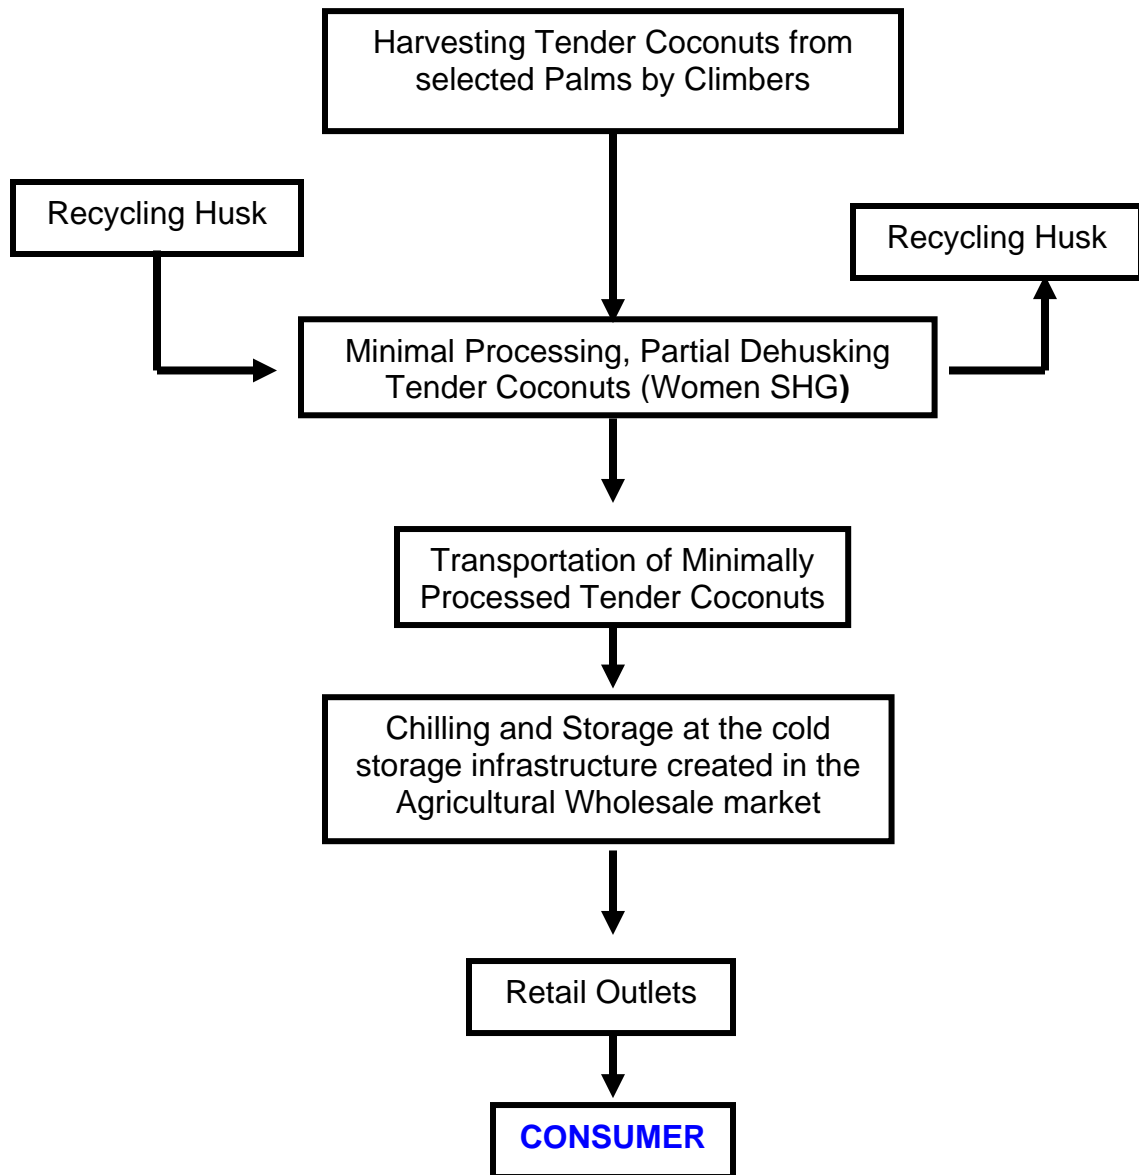 Harvesting Tender Coconuts from
selected Palms by Climbers
Recycling Husk
Recycling Husk
Minimal Processing, Partial Dehusking
Tender Coconuts (Women SHG)
Transportation of Minimally
Processed Tender Coconuts
Chilling and Storage at the cold
storage infrastructure created in the
Agricultural Wholesale market
Retail Outlets
CONSUMER